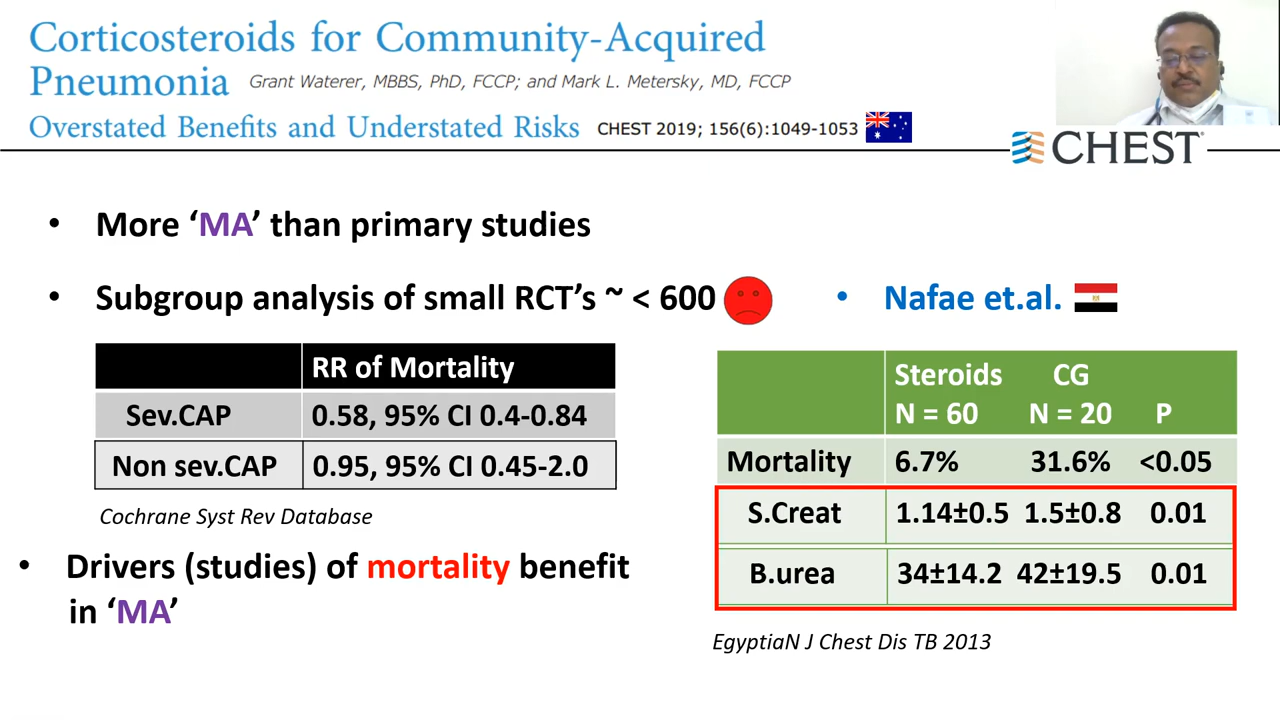 Corticosteroids for Community-Acquired
Pneumonia Grant Waterer, MBBS, PhD, FCCP; and Mark L. Metersky, MD, FCCP
Overstated Benefits and Understated Risks CHEST 2019; 156(6):1049-1053
CHEST
• More ‘MA’ than primary studies
• Subgroup analysis of small RCT’s ~ < 600
RR of Mortality
Sev.CAP 0.58, 95% CI 0.4-0.84
Non sev.CAP 0.95, 95% CI 0.45-2.0
Cochrane Syst Rev Database
• Drivers (studies) of mortality benefit
in ‘MA’
• Nafae et.al.
Steroids CG
N = 60 N = 20 P
Mortality 6.7% 31.6% <0.05
S.Creat 1.14±0.5 1.5±0.8 0.01
B.urea 34±14.2 42±19.5 0.01
EgyptiaN J Chest Dis TB 2013